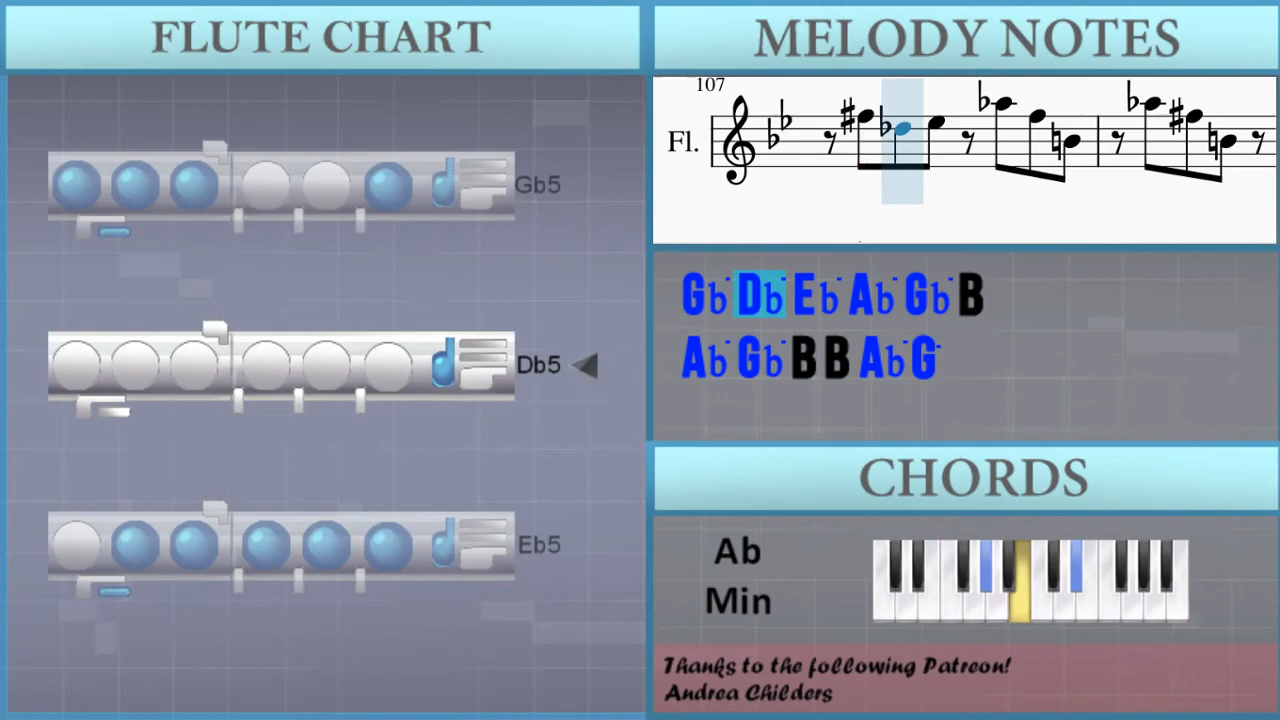 FLUTE CHART
Gb5
Db5
Eb5
MELODY NOTES
107
Fl.
Gb˙ Db˙ Eb˙ Ab˙ Gb˙ B
Ab˙ Gb˙ B B Ab˙ G˙
CHORDS
Ab
Min
Thanks to the following Patreon!
Andrea Childers